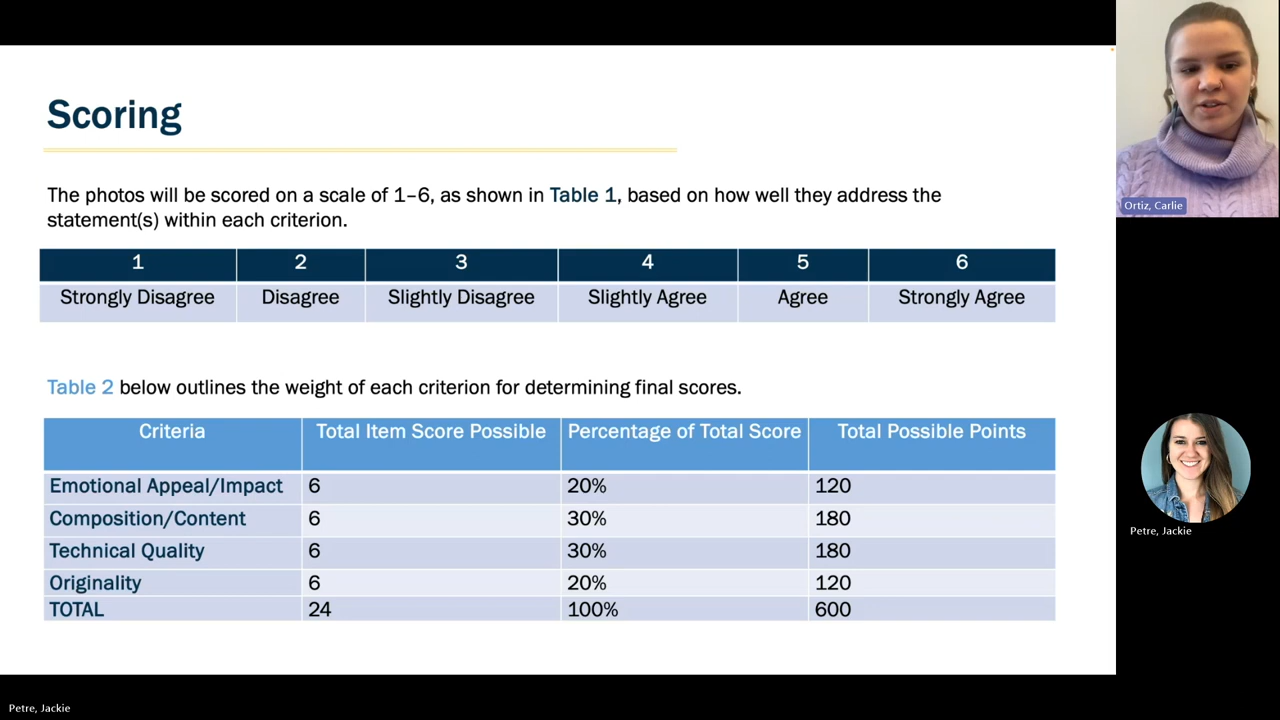 Scoring
The photos will be scored on a scale of 1–6, as shown in Table 1, based on how well they address the
statement(s) within each criterion.
1 2 3 4 5 6
Strongly Disagree Disagree Slightly Disagree Slightly Agree Agree Strongly Agree
Table 2 below outlines the weight of each criterion for determining final scores.
Criteria Total Item Score Possible Percentage of Total Score Total Possible Points
Emotional Appeal/Impact 6 20% 120
Composition/Content 6 30% 180
Technical Quality 6 30% 180
Originality 6 20% 120
TOTAL 24 100% 600
Ortiz, Carlie
Petre, Jackie
Petre, Jackie